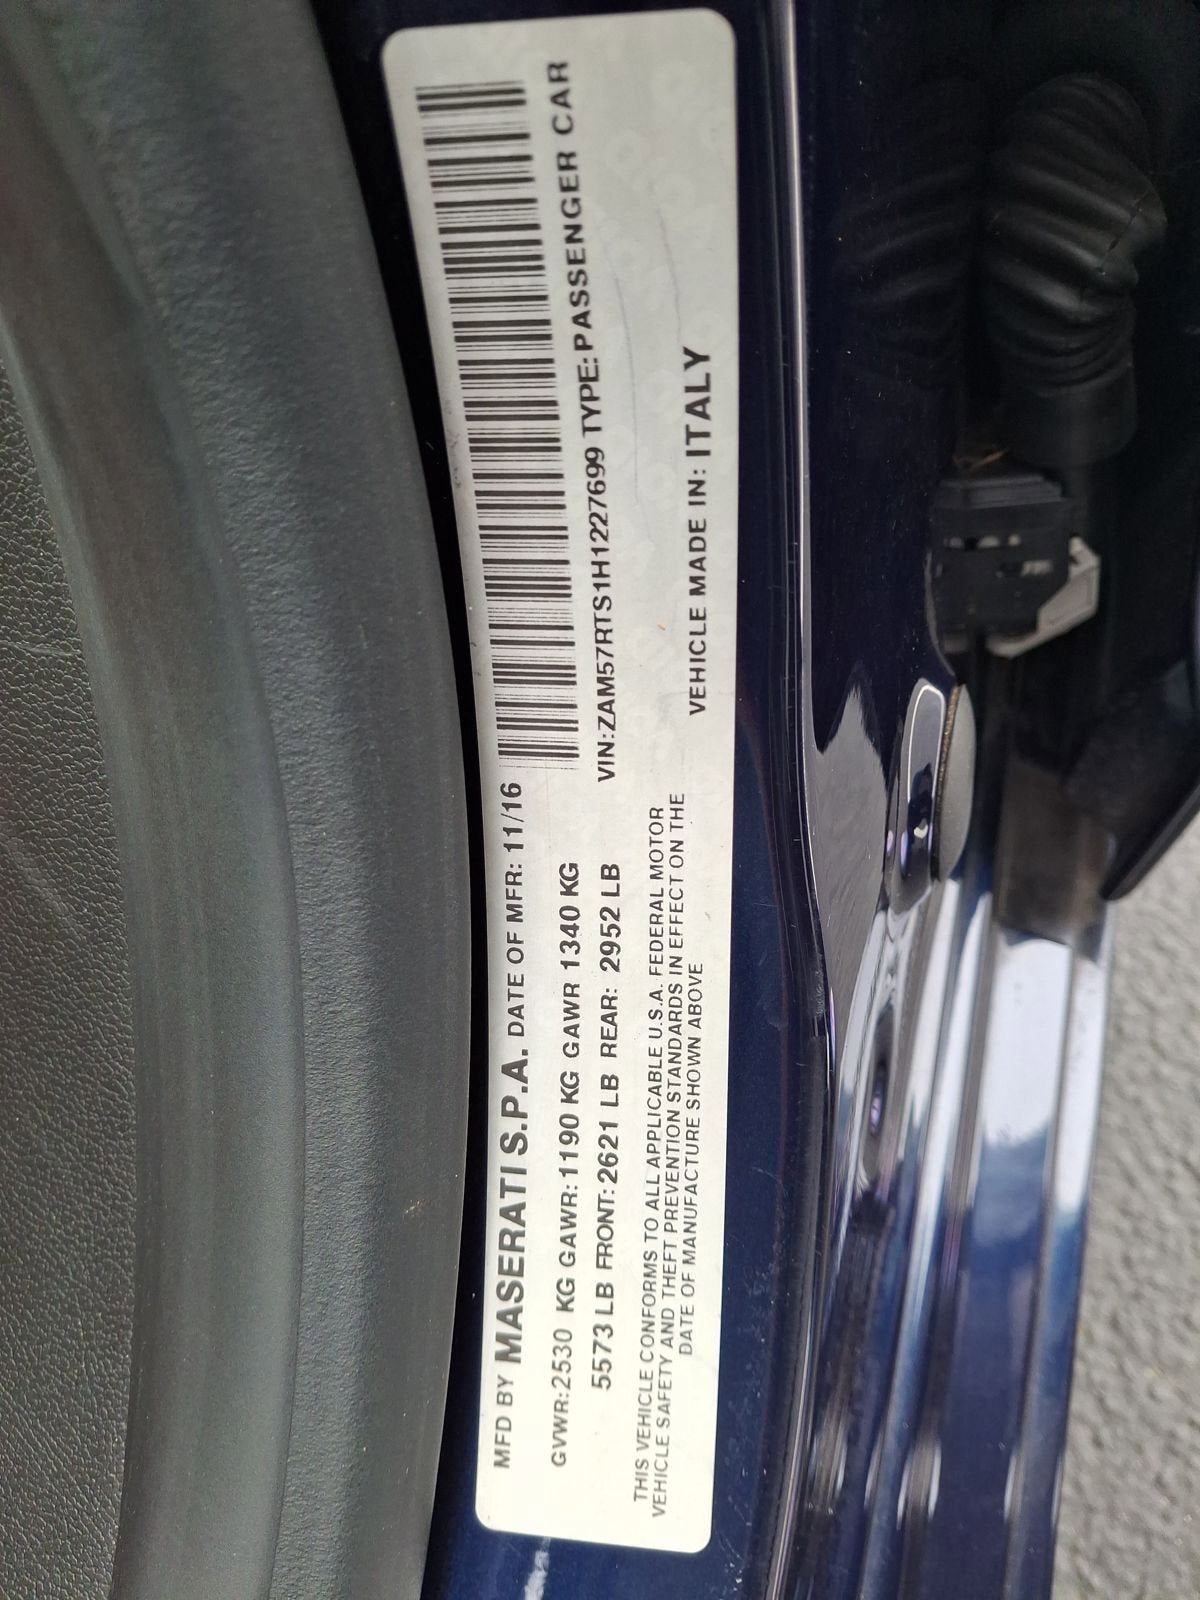 MFD BY MASERATI S.P.A. DATE OF MFR: 11/16
GVWR:2530 KG GAWR:1190 KG GAWR 1340 KG
5573 LB FRONT:2621 LB REAR: 2952 LB
VIN:ZAM57RTS1H1227699 TYPE:PASSENGER CAR
THIS VEHICLE CONFORMS TO ALL APPLICABLE U.S.A. FEDERAL MOTOR
VEHICLE SAFETY AND THEFT PREVENTION STANDARDS IN EFFECT ON THE
DATE OF MANUFACTURE SHOWN ABOVE
VEHICLE MADE IN: ITALY